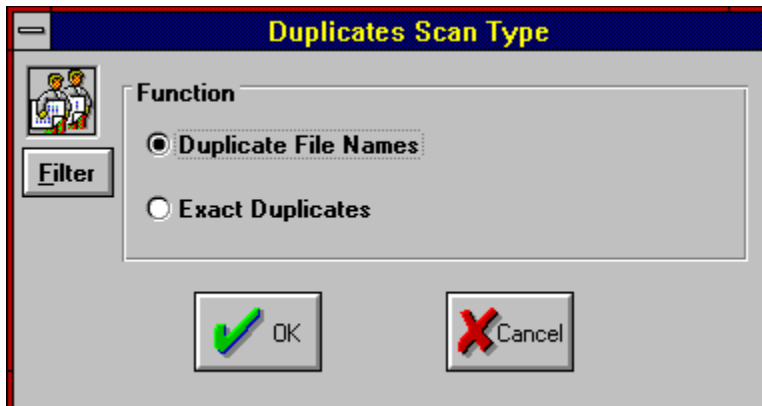 Duplicates Scan Type
Function
Duplicate File Names
Filter
Exact Duplicates
OK
Cancel